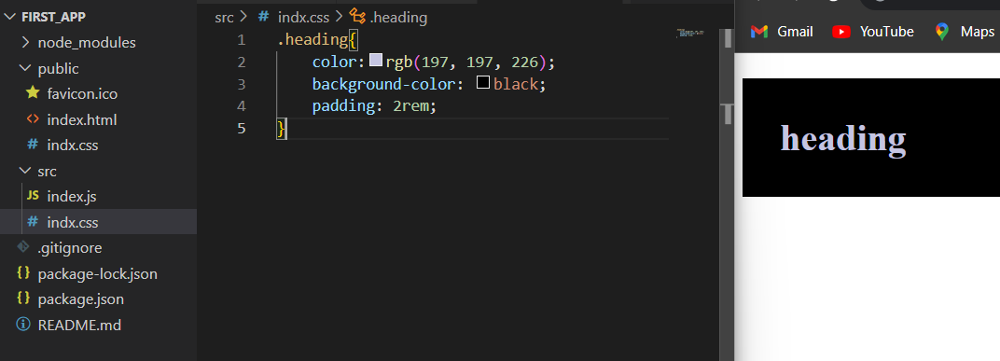 FIRST_APP
node_modules
public
favicon.ico
index.html
indx.css
src
JS index.js
indx.css
.gitignore
package-lock.json
package.json
README.md
src > # indx.css > .heading
1 .heading{
2 color: rgb(197, 197, 226);
3 background-color: black;
4 padding: 2rem;
5 }
Gmail YouTube Maps
heading